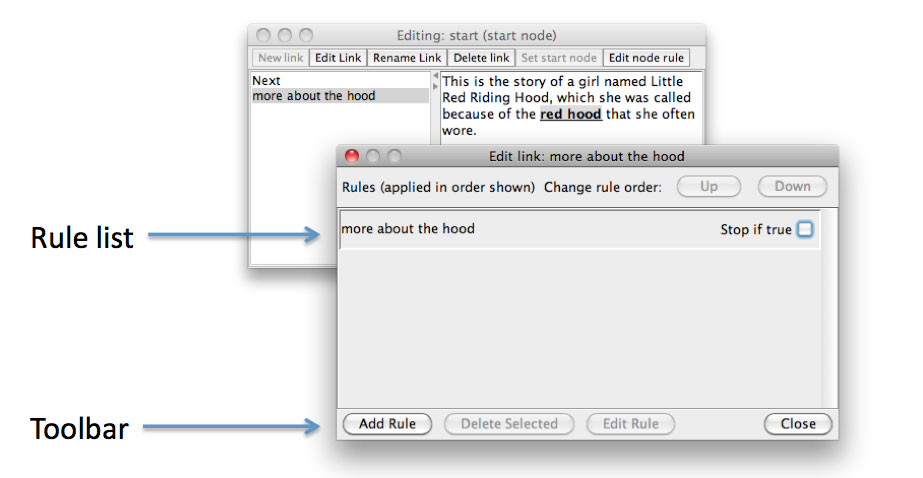 Editing: start (start node)
New link Edit Link Rename Link Delete link Set start node Edit node rule
Next
more about the hood
This is the story of a girl named Little
Red Riding Hood, which she was called
because of the red hood that she often
wore.
Edit link: more about the hood
Rules (applied in order shown) Change rule order: Up Down
Rule list
more about the hood Stop if true
Toolbar
Add Rule Delete Selected Edit Rule Close